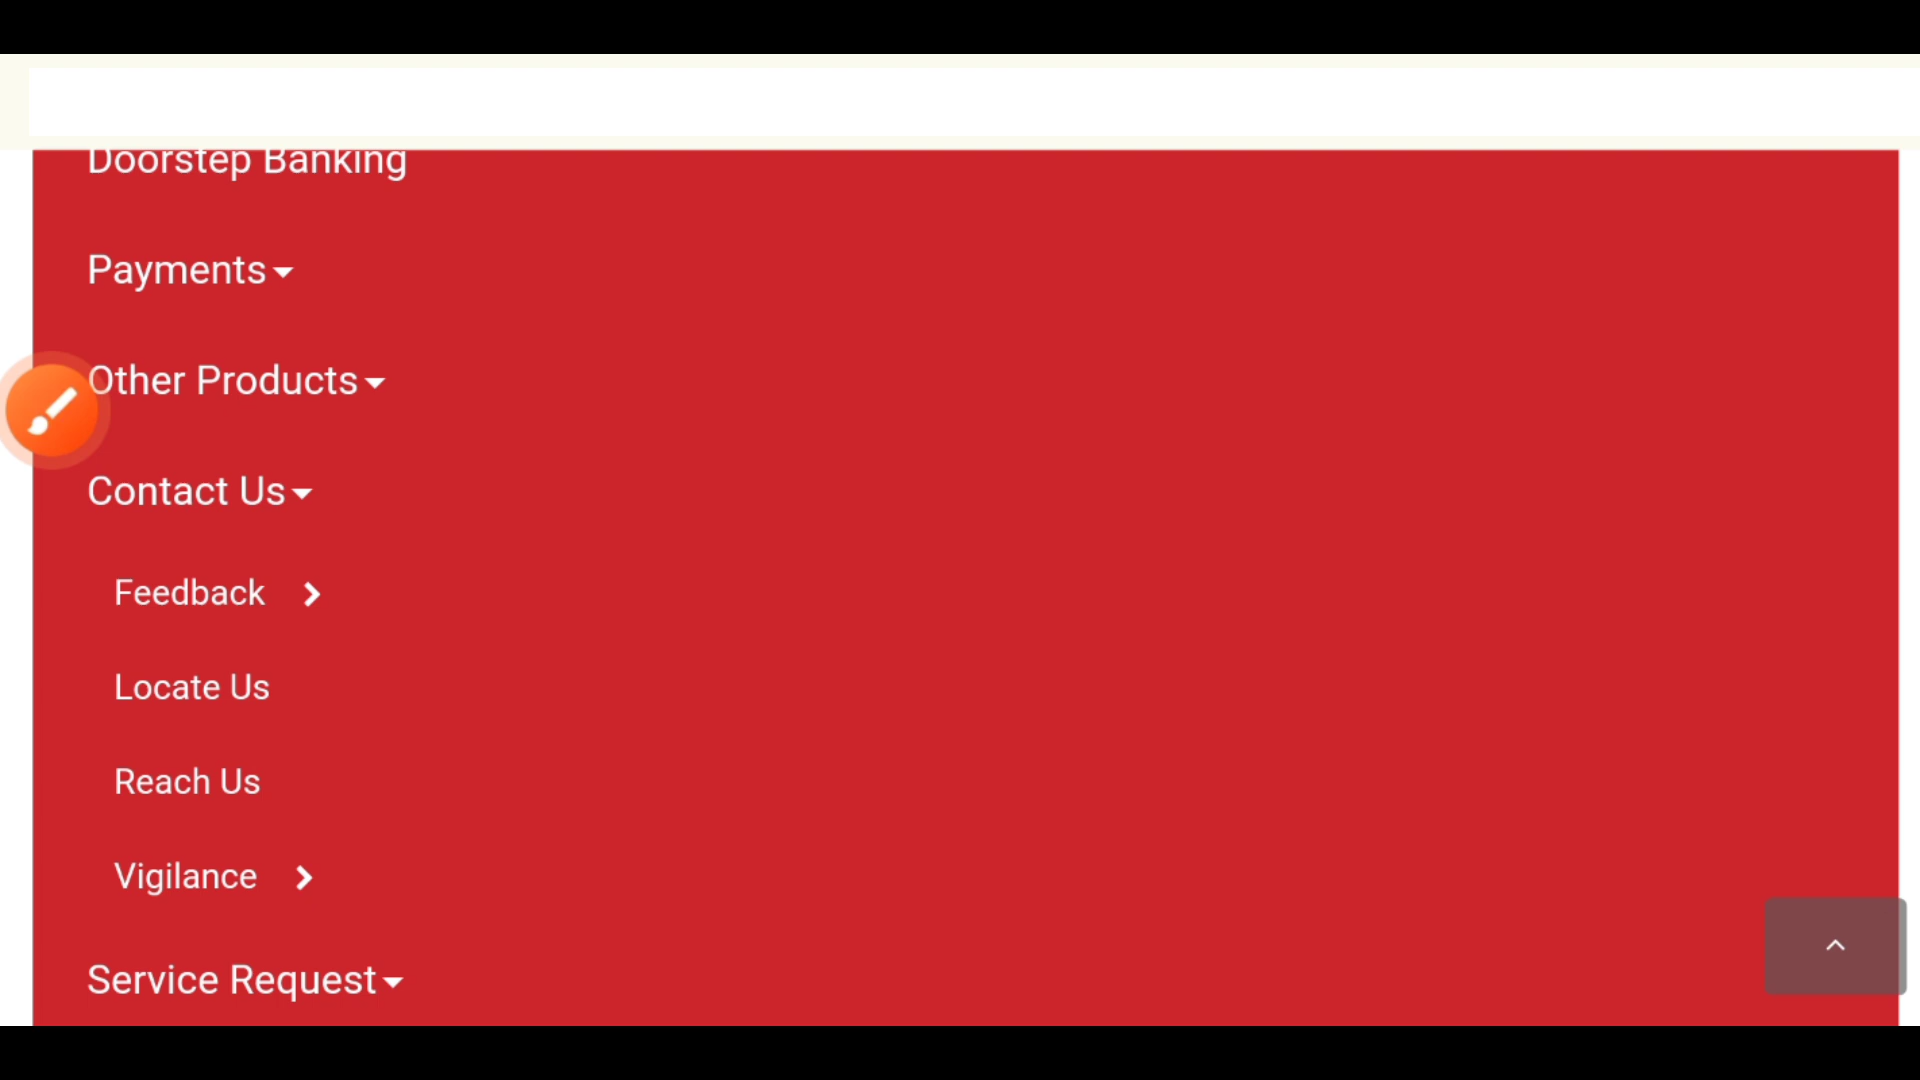 Doorstep Banking
Payments
Other Products
Contact Us
Feedback
Locate Us
Reach Us
Vigilance
Service Request